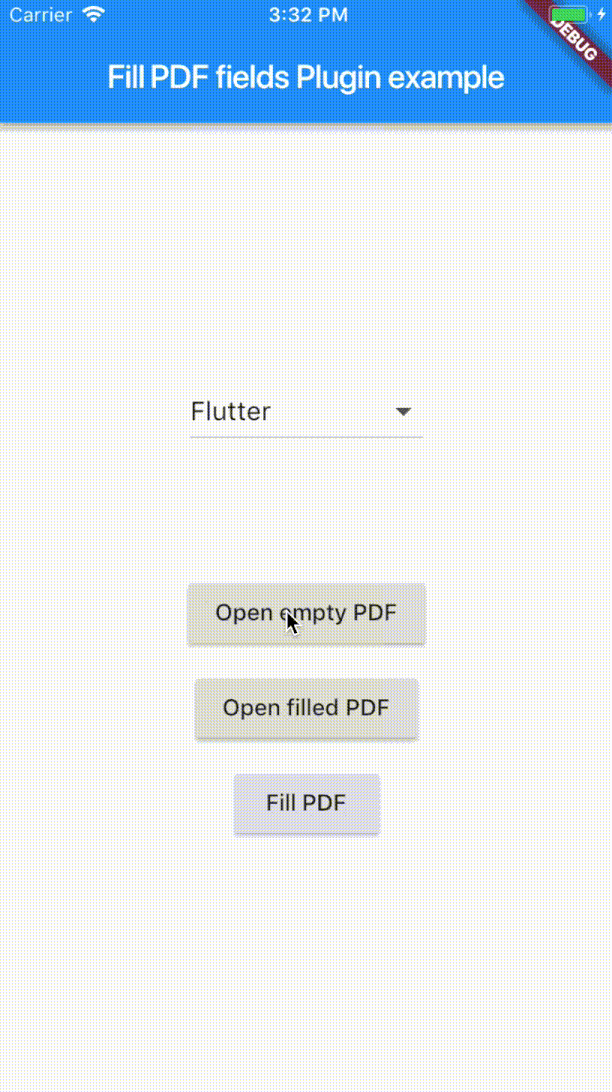 Carrier 3:32 PM
DEBUG
Fill PDF fields Plugin example
Flutter
Open empty PDF
Open filled PDF
Fill PDF